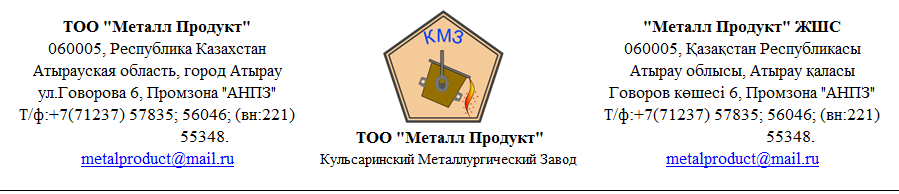 ТОО "Металл Продукт"
060005, Республика Казахстан
Атырауская область, город Атырау
ул.Говорова 6, Промзона "АНПЗ"
Т/ф:+7(71237) 57835; 56046; (вн:221)
55348.
metalproduct@mail.ru
КМЗ
ТОО "Металл Продукт"
Кульсаринский Металлургический Завод
"Металл Продукт" ЖШС
060005, Қазақстан Республикасы
Атырау облысы, Атырау қаласы
Говоров көшесі 6, Промзона "АНПЗ"
Т/ф:+7(71237) 57835; 56046; (вн:221)
55348.
metalproduct@mail.ru